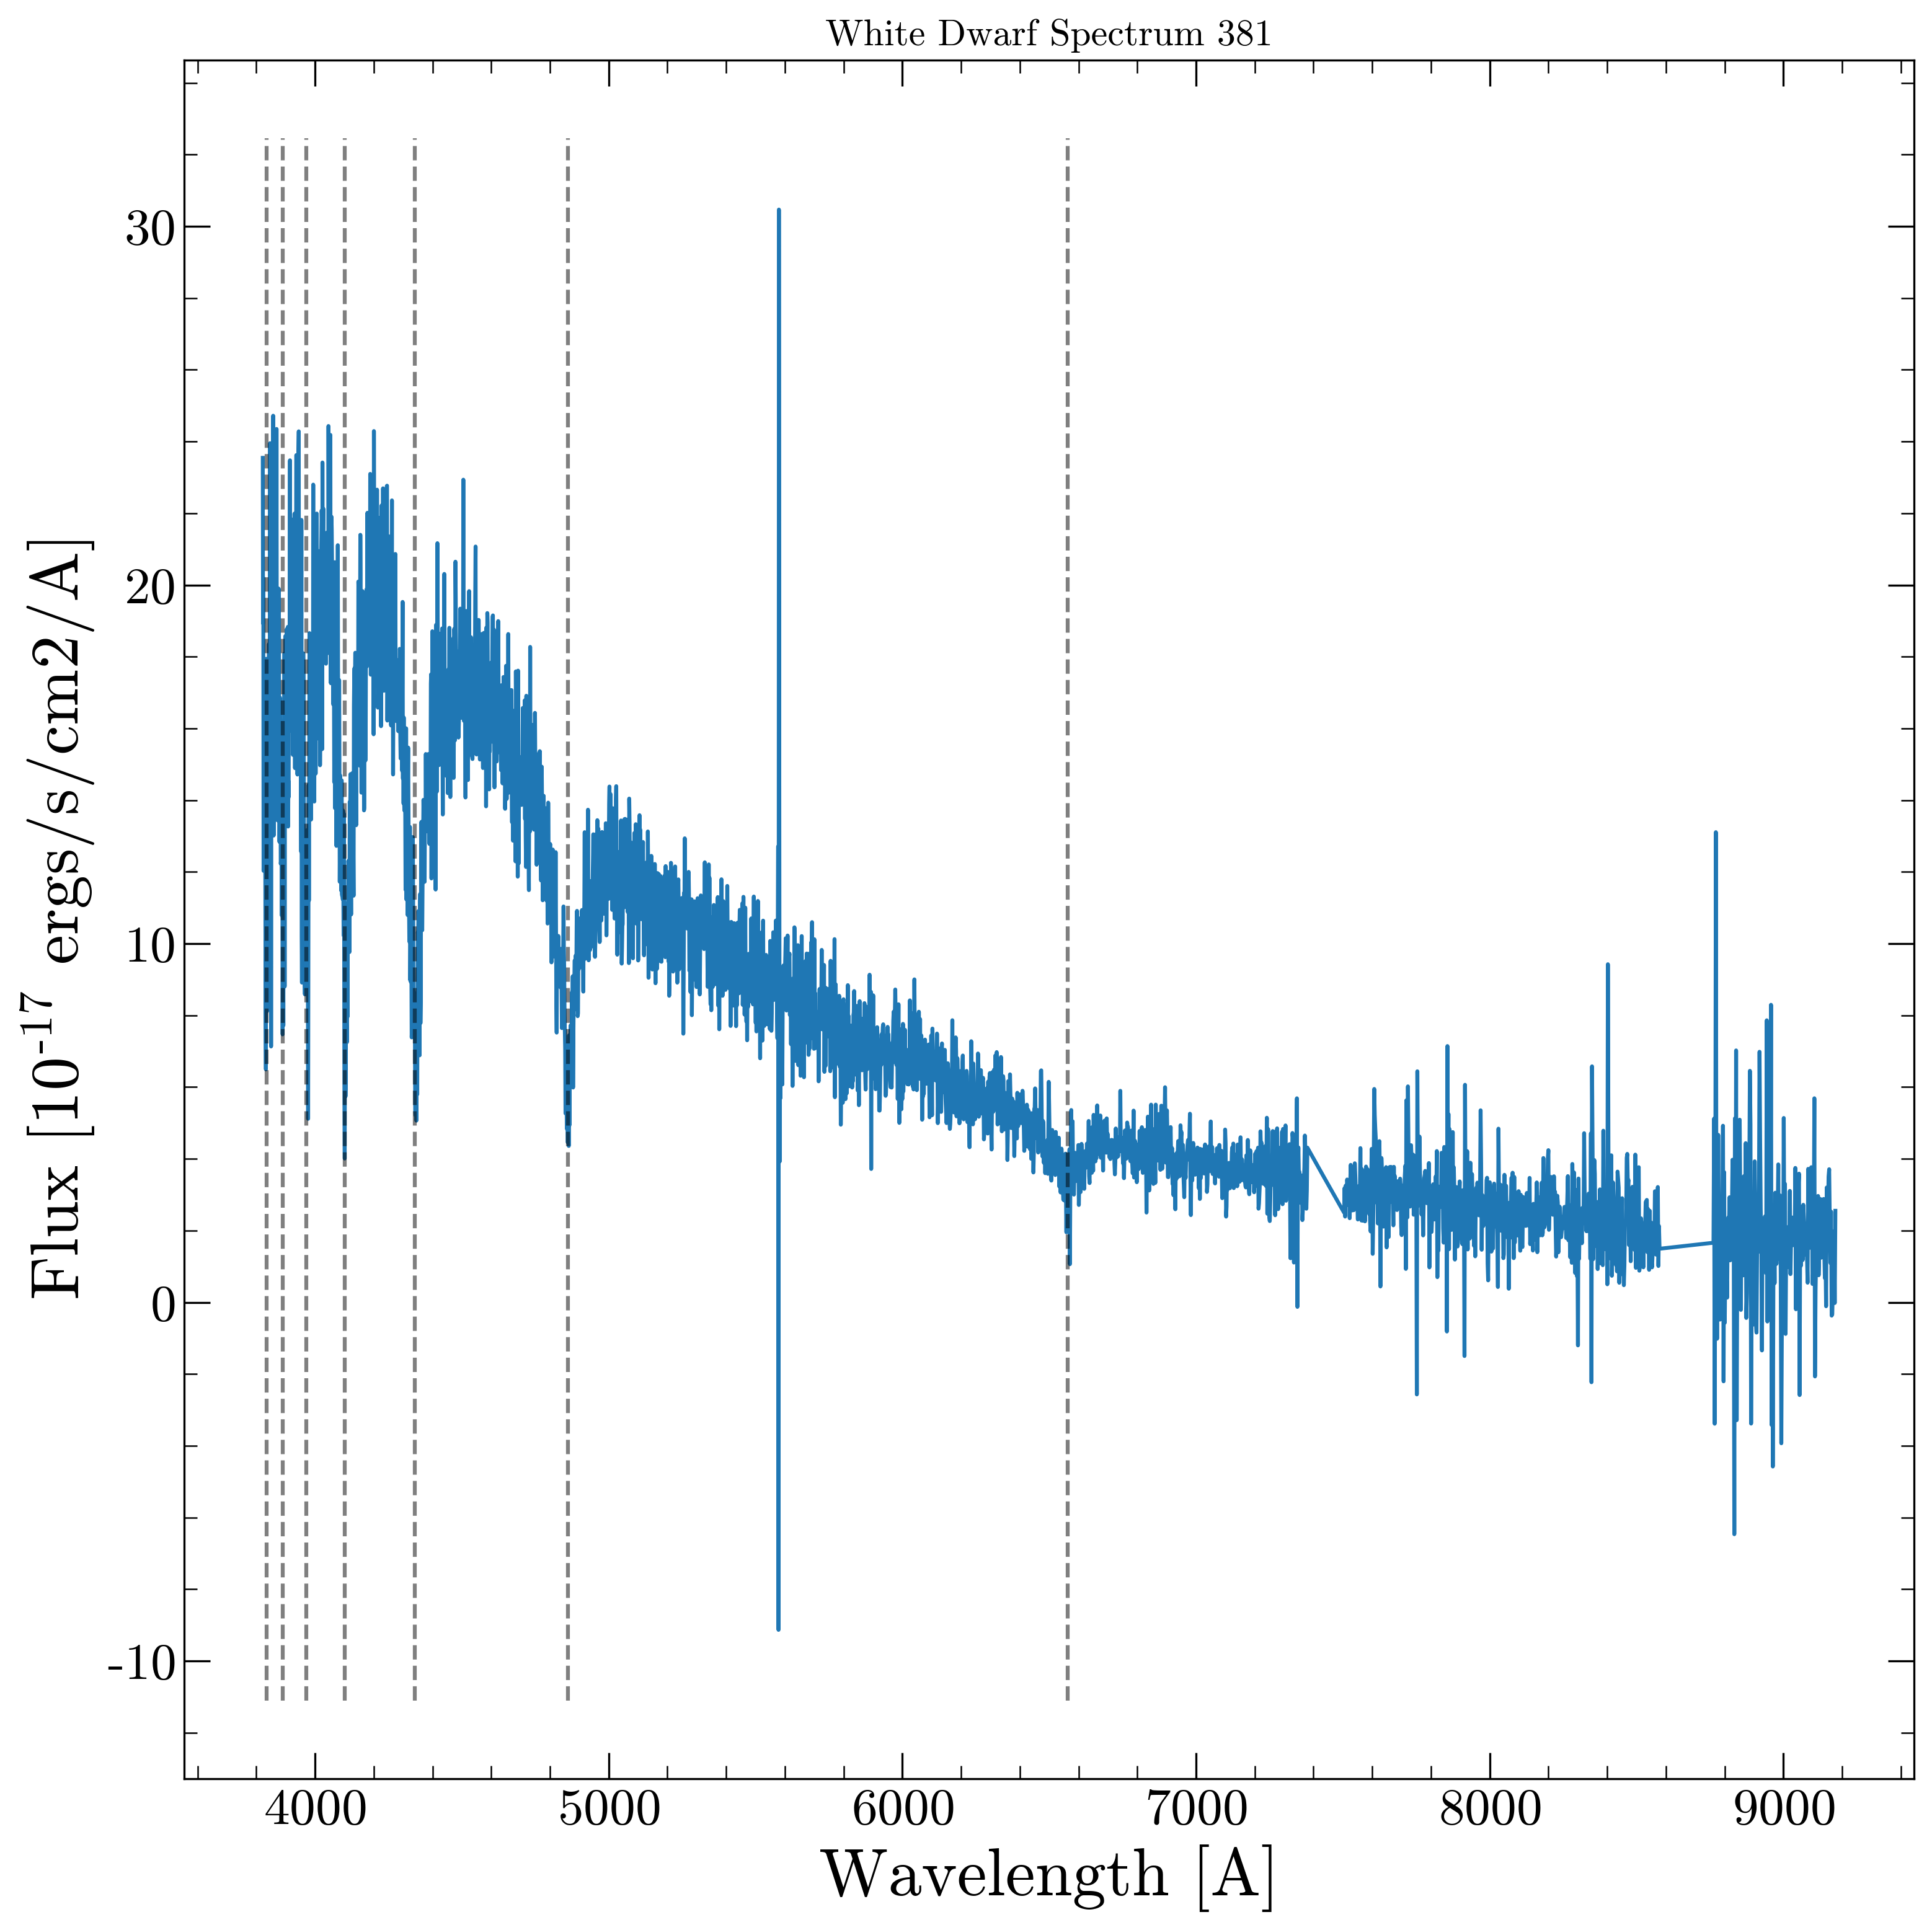 White Dwarf Spectrum 381
30
20
10
0
-10
Flux [10-17 ergs/s/cm2/A]
4000 5000 6000 7000 8000 9000
Wavelength [A]